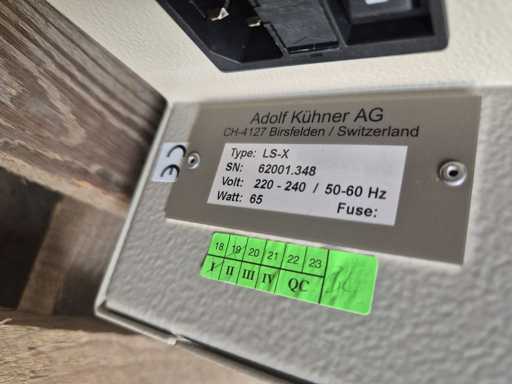 Adolf Kühner AG
CH-4127 Birsfelden / Switzerland
Type: LS-X
SN: 62001.348
Volt: 220 - 240 / 50-60 Hz
Watt: 65 Fuse:
CE
18 19 20 21 22 23
I II III IV QC